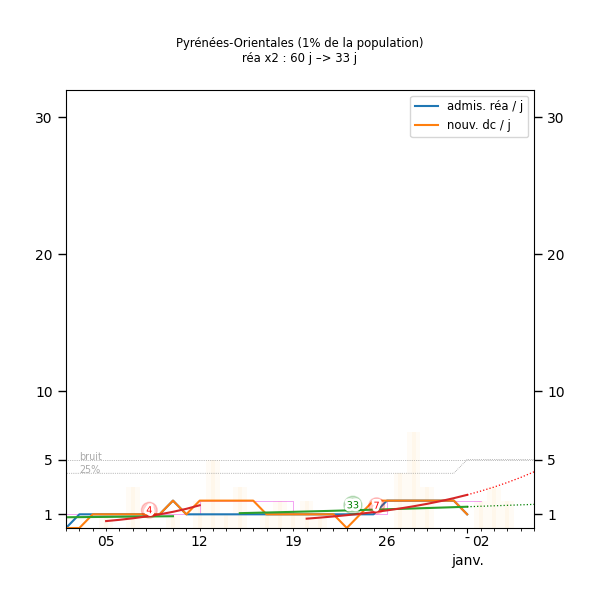 Pyrénées-Orientales (1% de la population)
réa x2 : 60 j –> 33 j
admis. réa / j
nouv. dc / j
30 30
20 20
10 10
5 5
1 1
bruit
25%
4 33 7
05 12 19 26 02
janv.